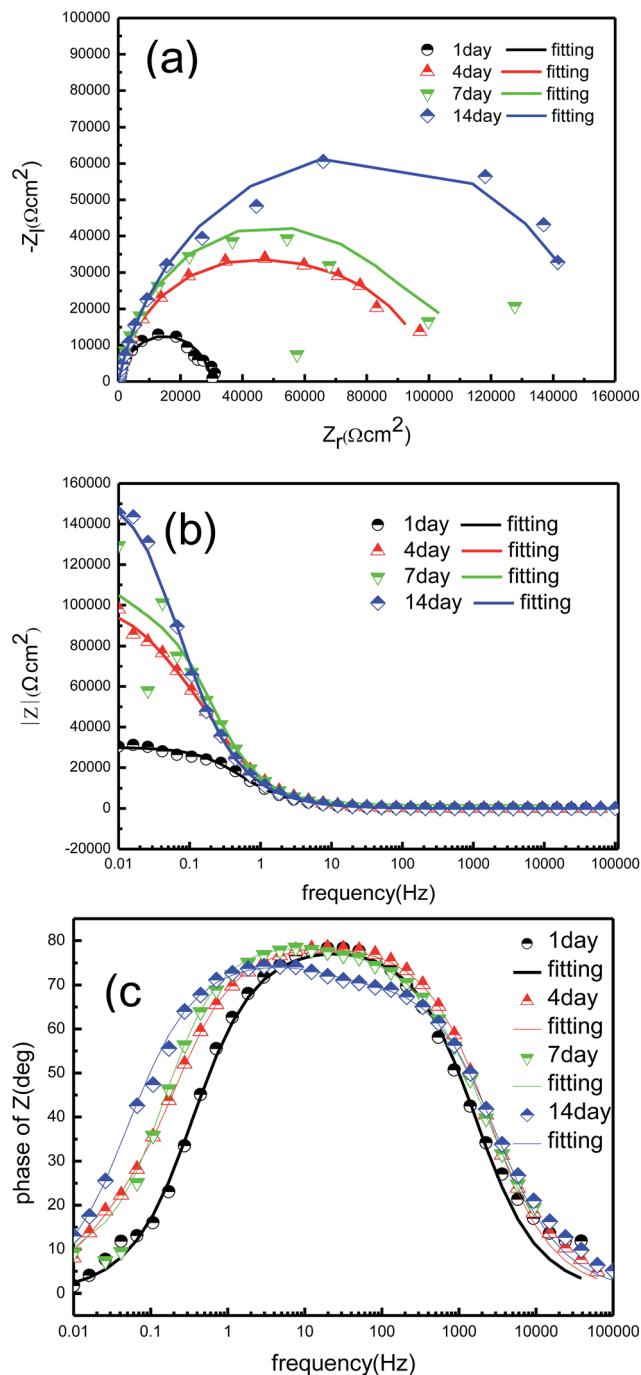 (a)
1day fitting
4day fitting
7day fitting
14day fitting
100000
90000
80000
70000
60000
50000
40000
30000
20000
10000
0
-ZI(Ωcm2)
0 20000 40000 60000 80000 100000 120000 140000 160000
Zr(Ωcm2)
(b)
1day fitting
4day fitting
7day fitting
14day fitting
160000
140000
120000
100000
80000
60000
40000
20000
0
-20000
|Z|(Ωcm2)
0.01 0.1 1 10 100 1000 10000 100000
frequency(Hz)
(c
1day
fitting
4day
fitting
7day
fitting
14day
fitting
80
70
60
50
40
30
20
10
0
phase of Z(deg)
0.01 0.1 1 10 100 1000 10000 100000
frequency(Hz)